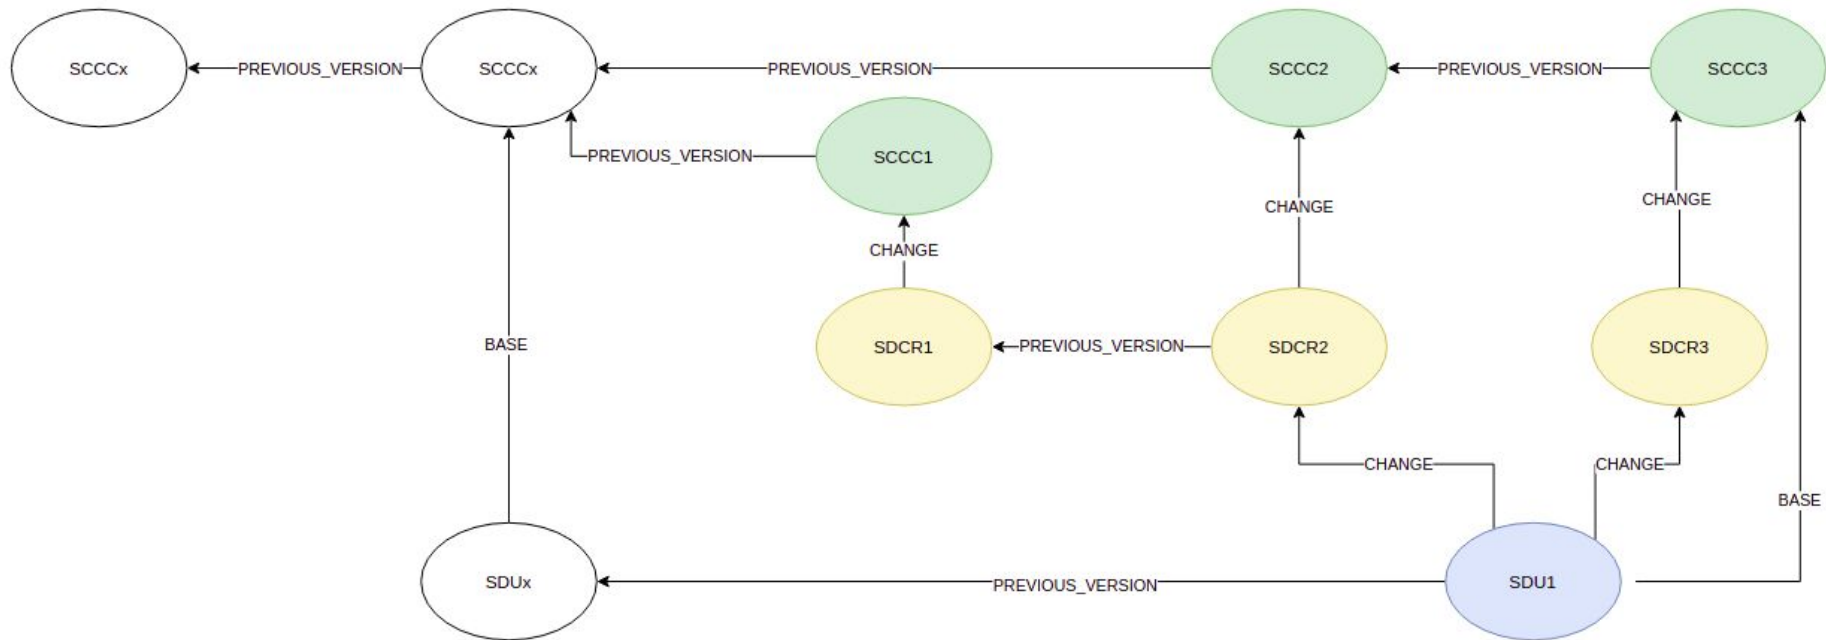 SCCCx
PREVIOUS_VERSION
SCCCx
PREVIOUS_VERSION
SCCC2
PREVIOUS_VERSION
SCCC3
PREVIOUS_VERSION
SCCC1
CHANGE
CHANGE
CHANGE
BASE
SDCR1
PREVIOUS_VERSION
SDCR2
SDCR3
CHANGE
CHANGE
BASE
SDUx
PREVIOUS_VERSION
SDU1